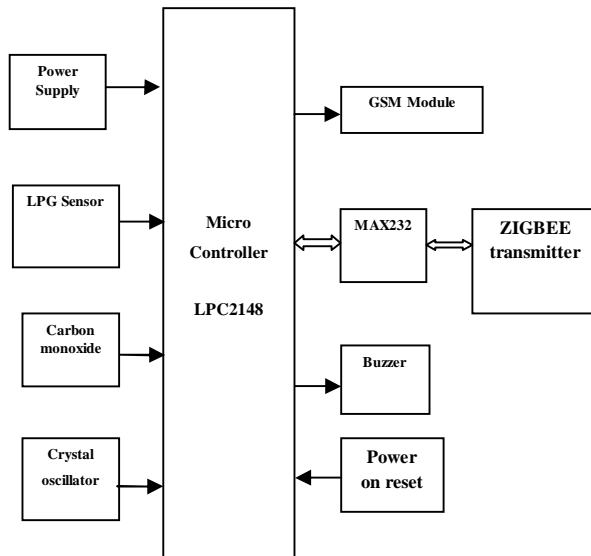 Power
Supply
LPG Sensor
Carbon
monoxide
Crystal
oscillator
Micro
Controller
LPC2148
GSM Module
MAX232
ZIGBEE
transmitter
Buzzer
Power
on reset